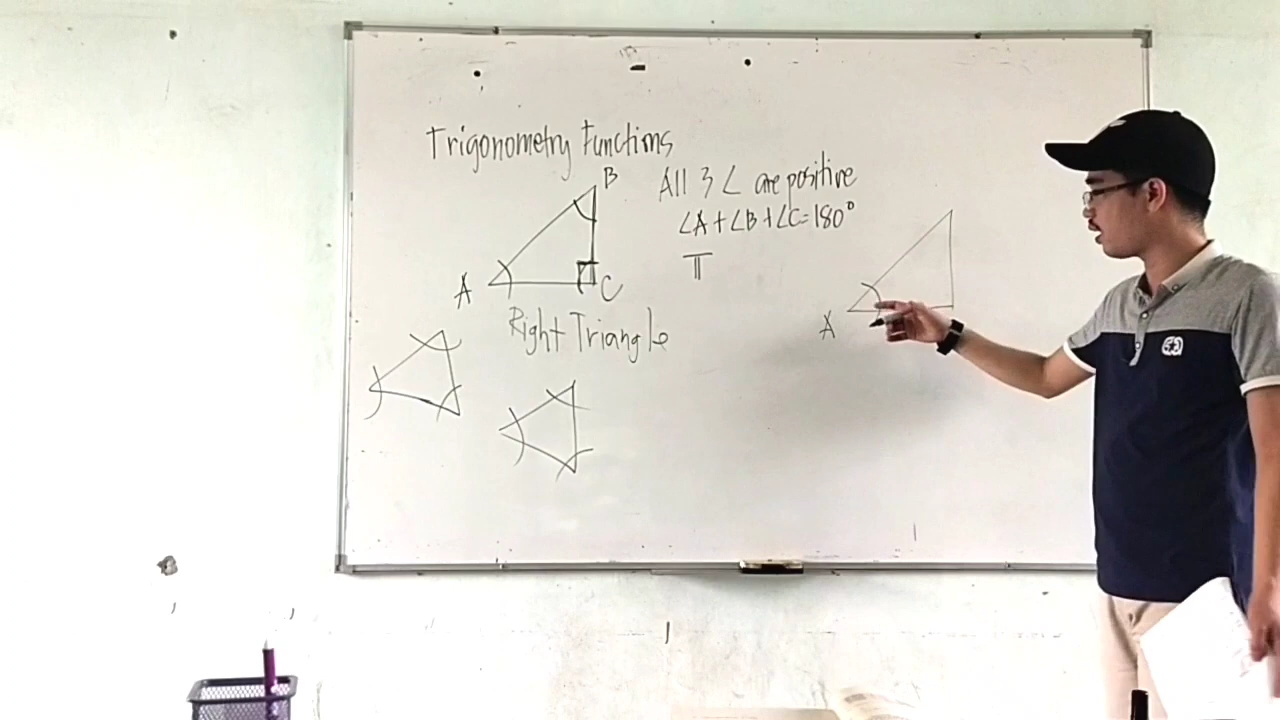 Trigonometry Functions
B
A
C
Right Triangle
All 3 ∠ are positive
∠A+∠B+∠C=180°
π
A